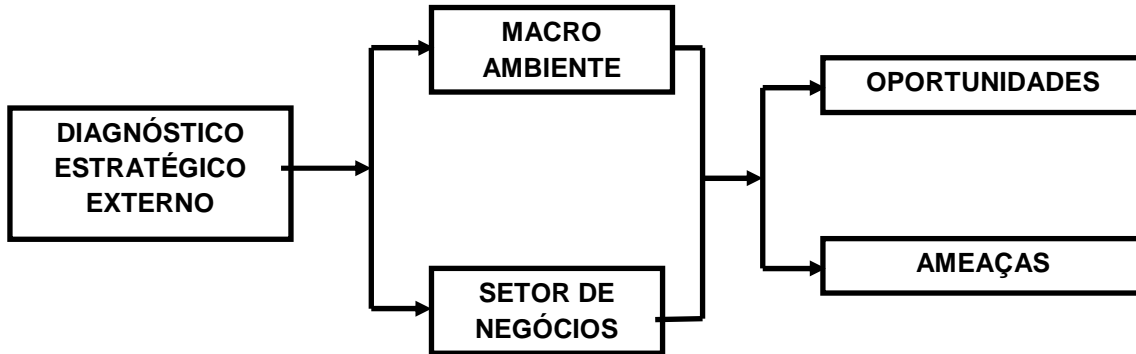 DIAGNÓSTICO
ESTRATÉGICO
EXTERNO
MACRO
AMBIENTE
SETOR DE
NEGÓCIOS
OPORTUNIDADES
AMEAÇAS